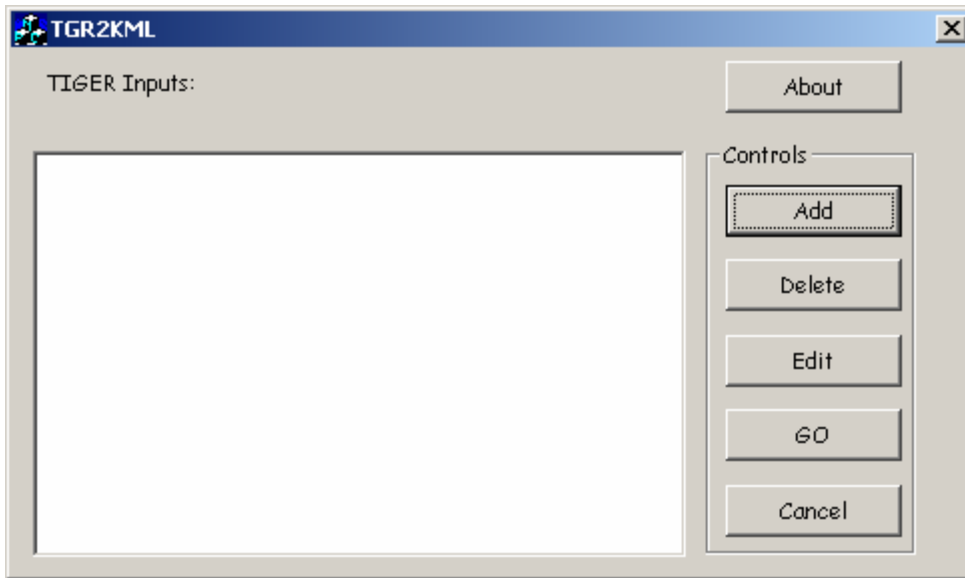 TGR2KML
TIGER Inputs:
About
Controls
Add
Delete
Edit
GO
Cancel